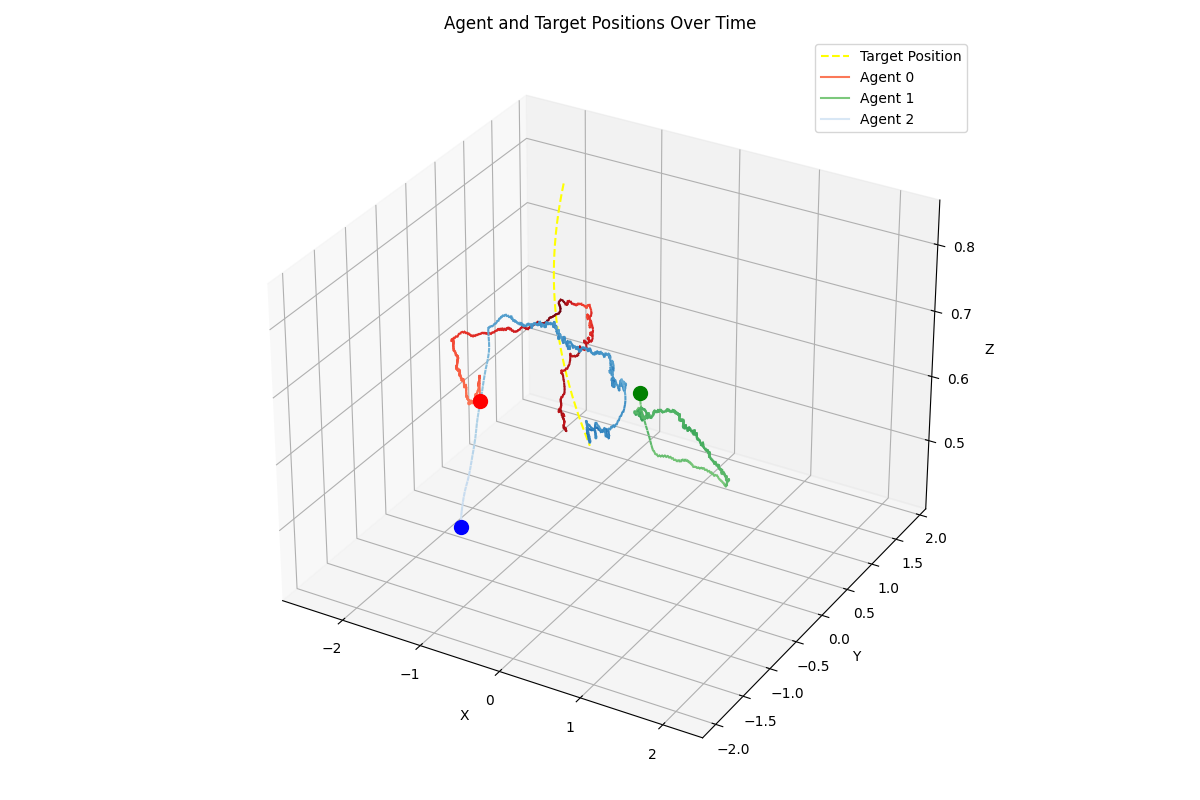 Agent and Target Positions Over Time
Target Position
Agent 0
Agent 1
Agent 2
0.8
0.7
0.6
0.5
Z
2.0
1.5
1.0
0.5
0.0
−0.5
−1.0
−1.5
−2.0
Y
−2
−1
0
1
2
X